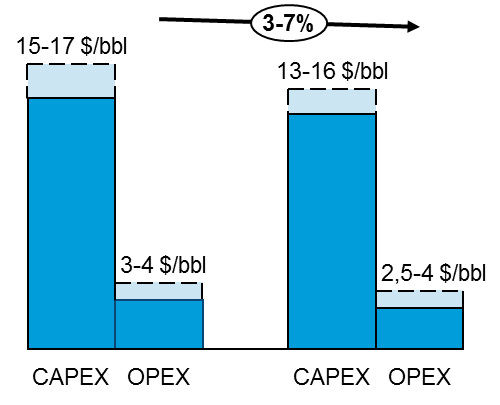 3-7%
15-17 $/bbl
13-16 $/bbl
3-4 $/bbl
2,5-4 $/bbl
CAPEX OPEX CAPEX OPEX